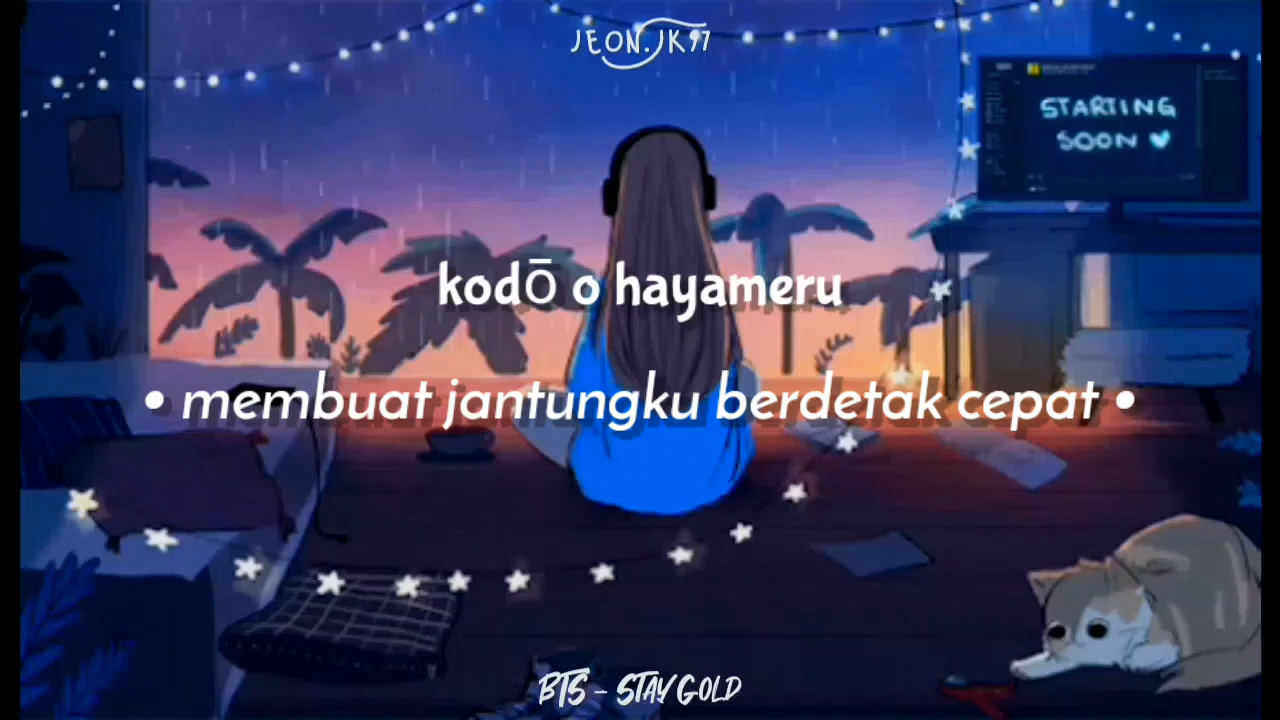 JEON.JK97
STARTING
SOON
kodō o hayameru
• membuat jantungku berdetak cepat •
BTS - STAY GOLD